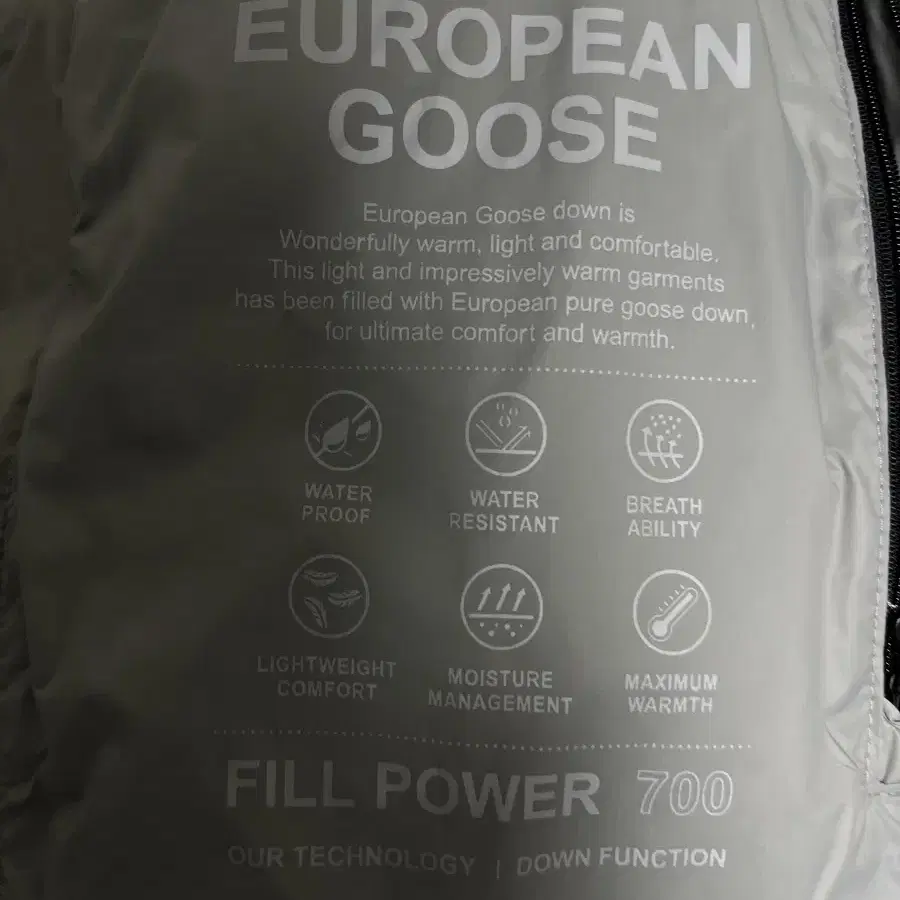 EUROPEAN
GOOSE
European Goose down is
Wonderfully warm, light and comfortable.
This light and impressively warm garments
has been filled with European pure goose down,
for ultimate comfort and warmth.
WATER
PROOF
WATER
RESISTANT
BREATH
ABILITY
LIGHTWEIGHT
COMFORT
MOISTURE
MANAGEMENT
MAXIMUM
WARMTH
FILL POWER 700
OUR TECHNOLOGY | DOWN FUNCTION